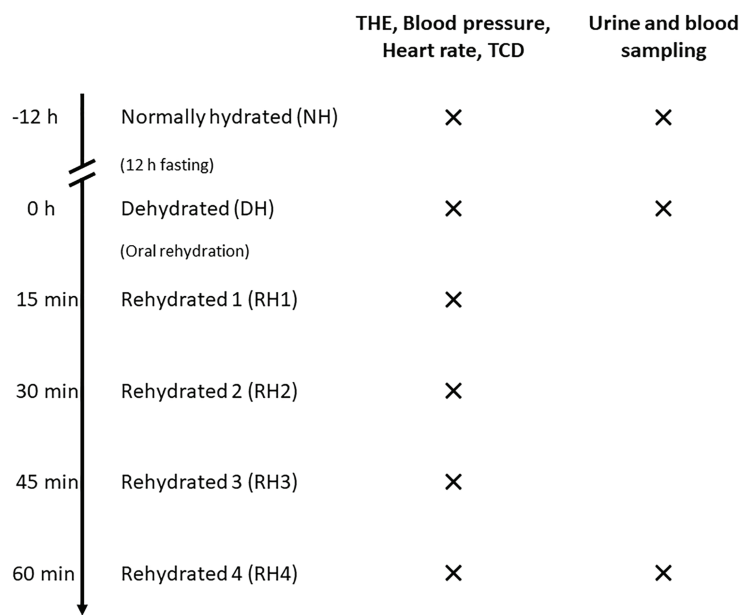 THE, Blood pressure, Heart rate, TCD
Urine and blood sampling
-12 h Normally hydrated (NH) × ×
(12 h fasting)
0 h Dehydrated (DH) × ×
(Oral rehydration)
15 min Rehydrated 1 (RH1) ×
30 min Rehydrated 2 (RH2) ×
45 min Rehydrated 3 (RH3) ×
60 min Rehydrated 4 (RH4) × ×